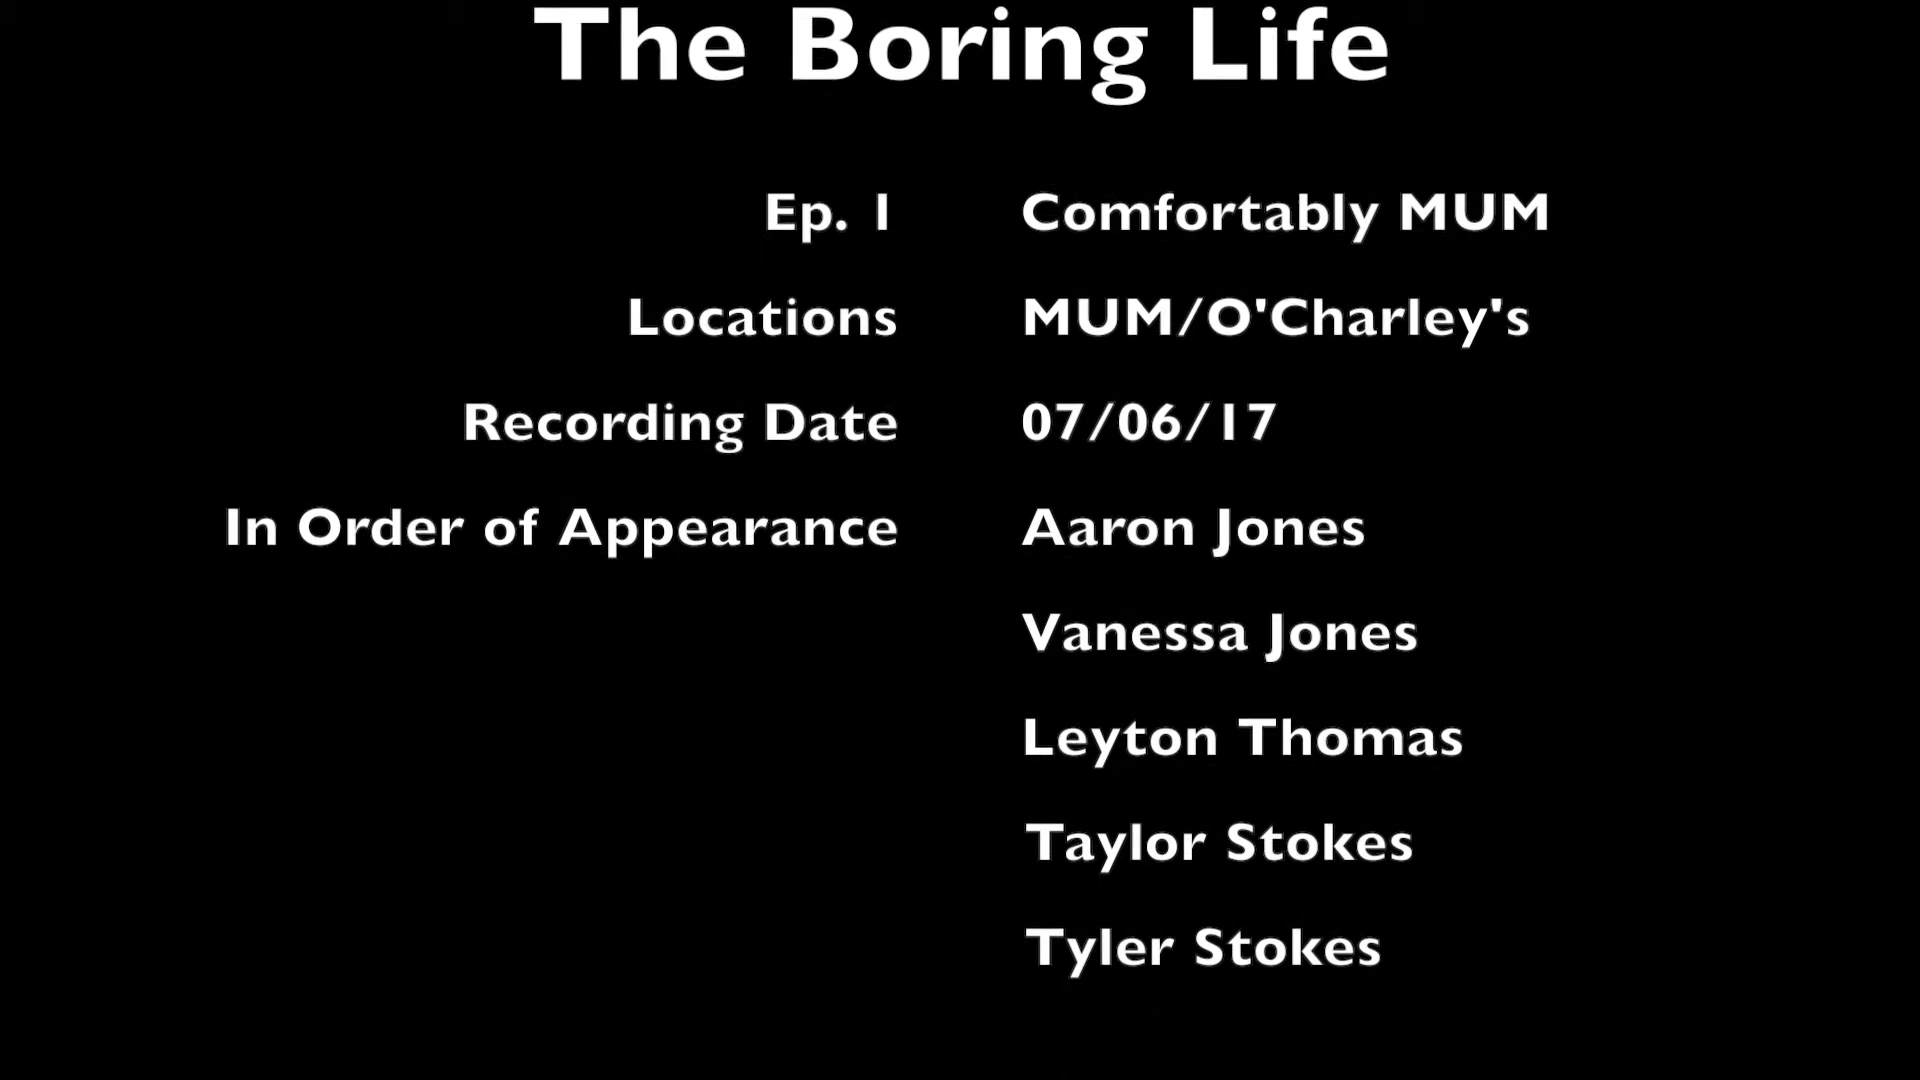 The Boring Life
Ep. 1 Comfortably MUM
Locations MUM/O'Charley's
Recording Date 07/06/17
In Order of Appearance Aaron Jones
Vanessa Jones
Leyton Thomas
Taylor Stokes
Tyler Stokes